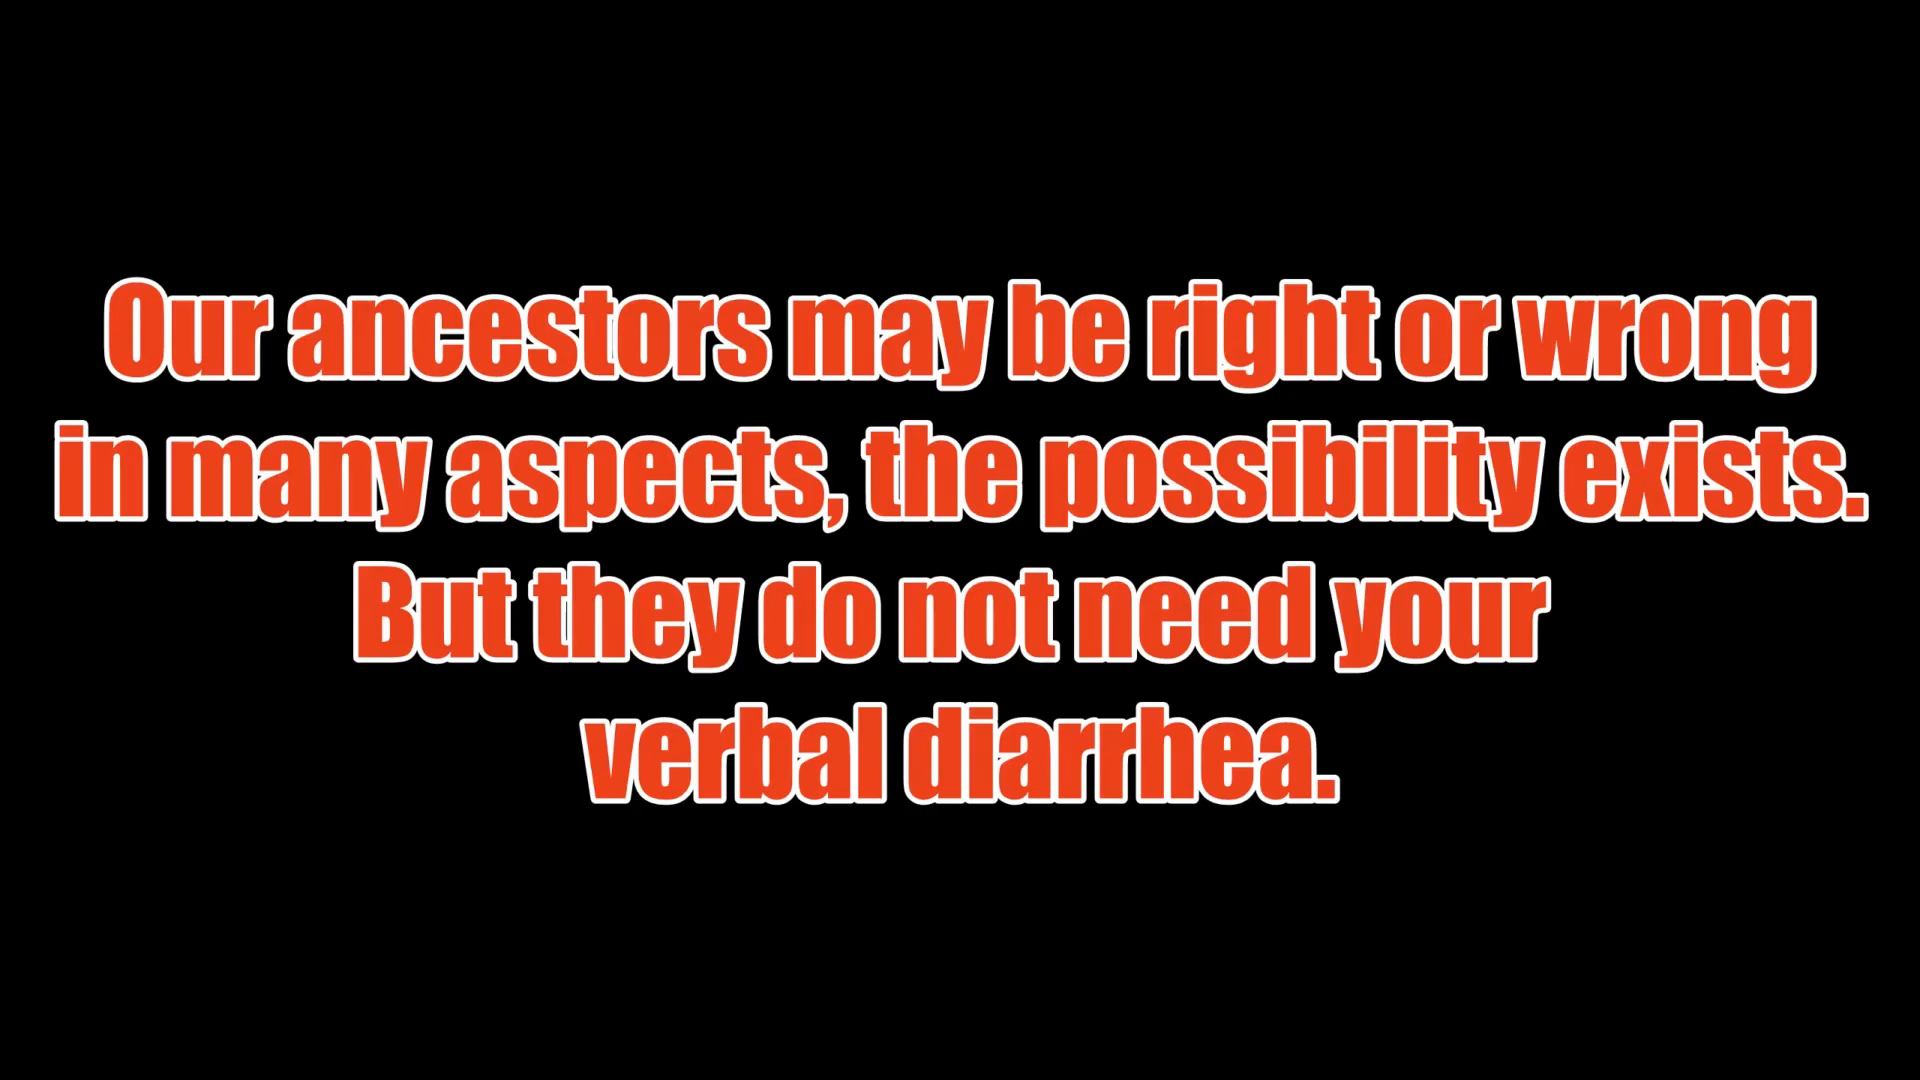 Our ancestors may be right or wrong
in many aspects, the possibility exists.
But they do not need your
verbal diarrhea.